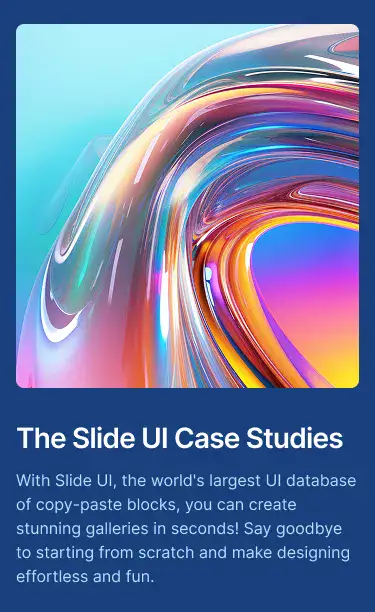 The Slide UI Case Studies
With Slide UI, the world's largest UI database
of copy-paste blocks, you can create
stunning galleries in seconds! Say goodbye
to starting from scratch and make designing
effortless and fun.